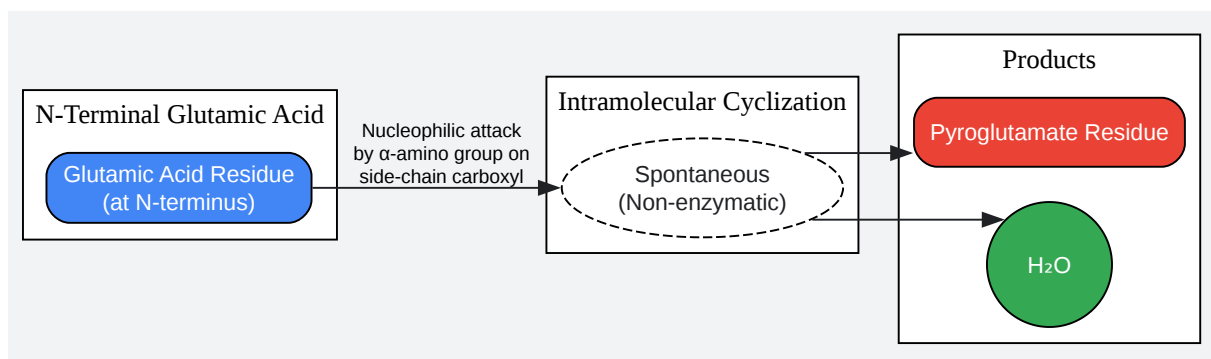 N-Terminal Glutamic Acid
Glutamic Acid Residue
(at N-terminus)
Nucleophilic attack
by α-amino group on
side-chain carboxyl
Intramolecular Cyclization
Spontaneous
(Non-enzymatic)
Products
Pyroglutamate Residue
H₂O